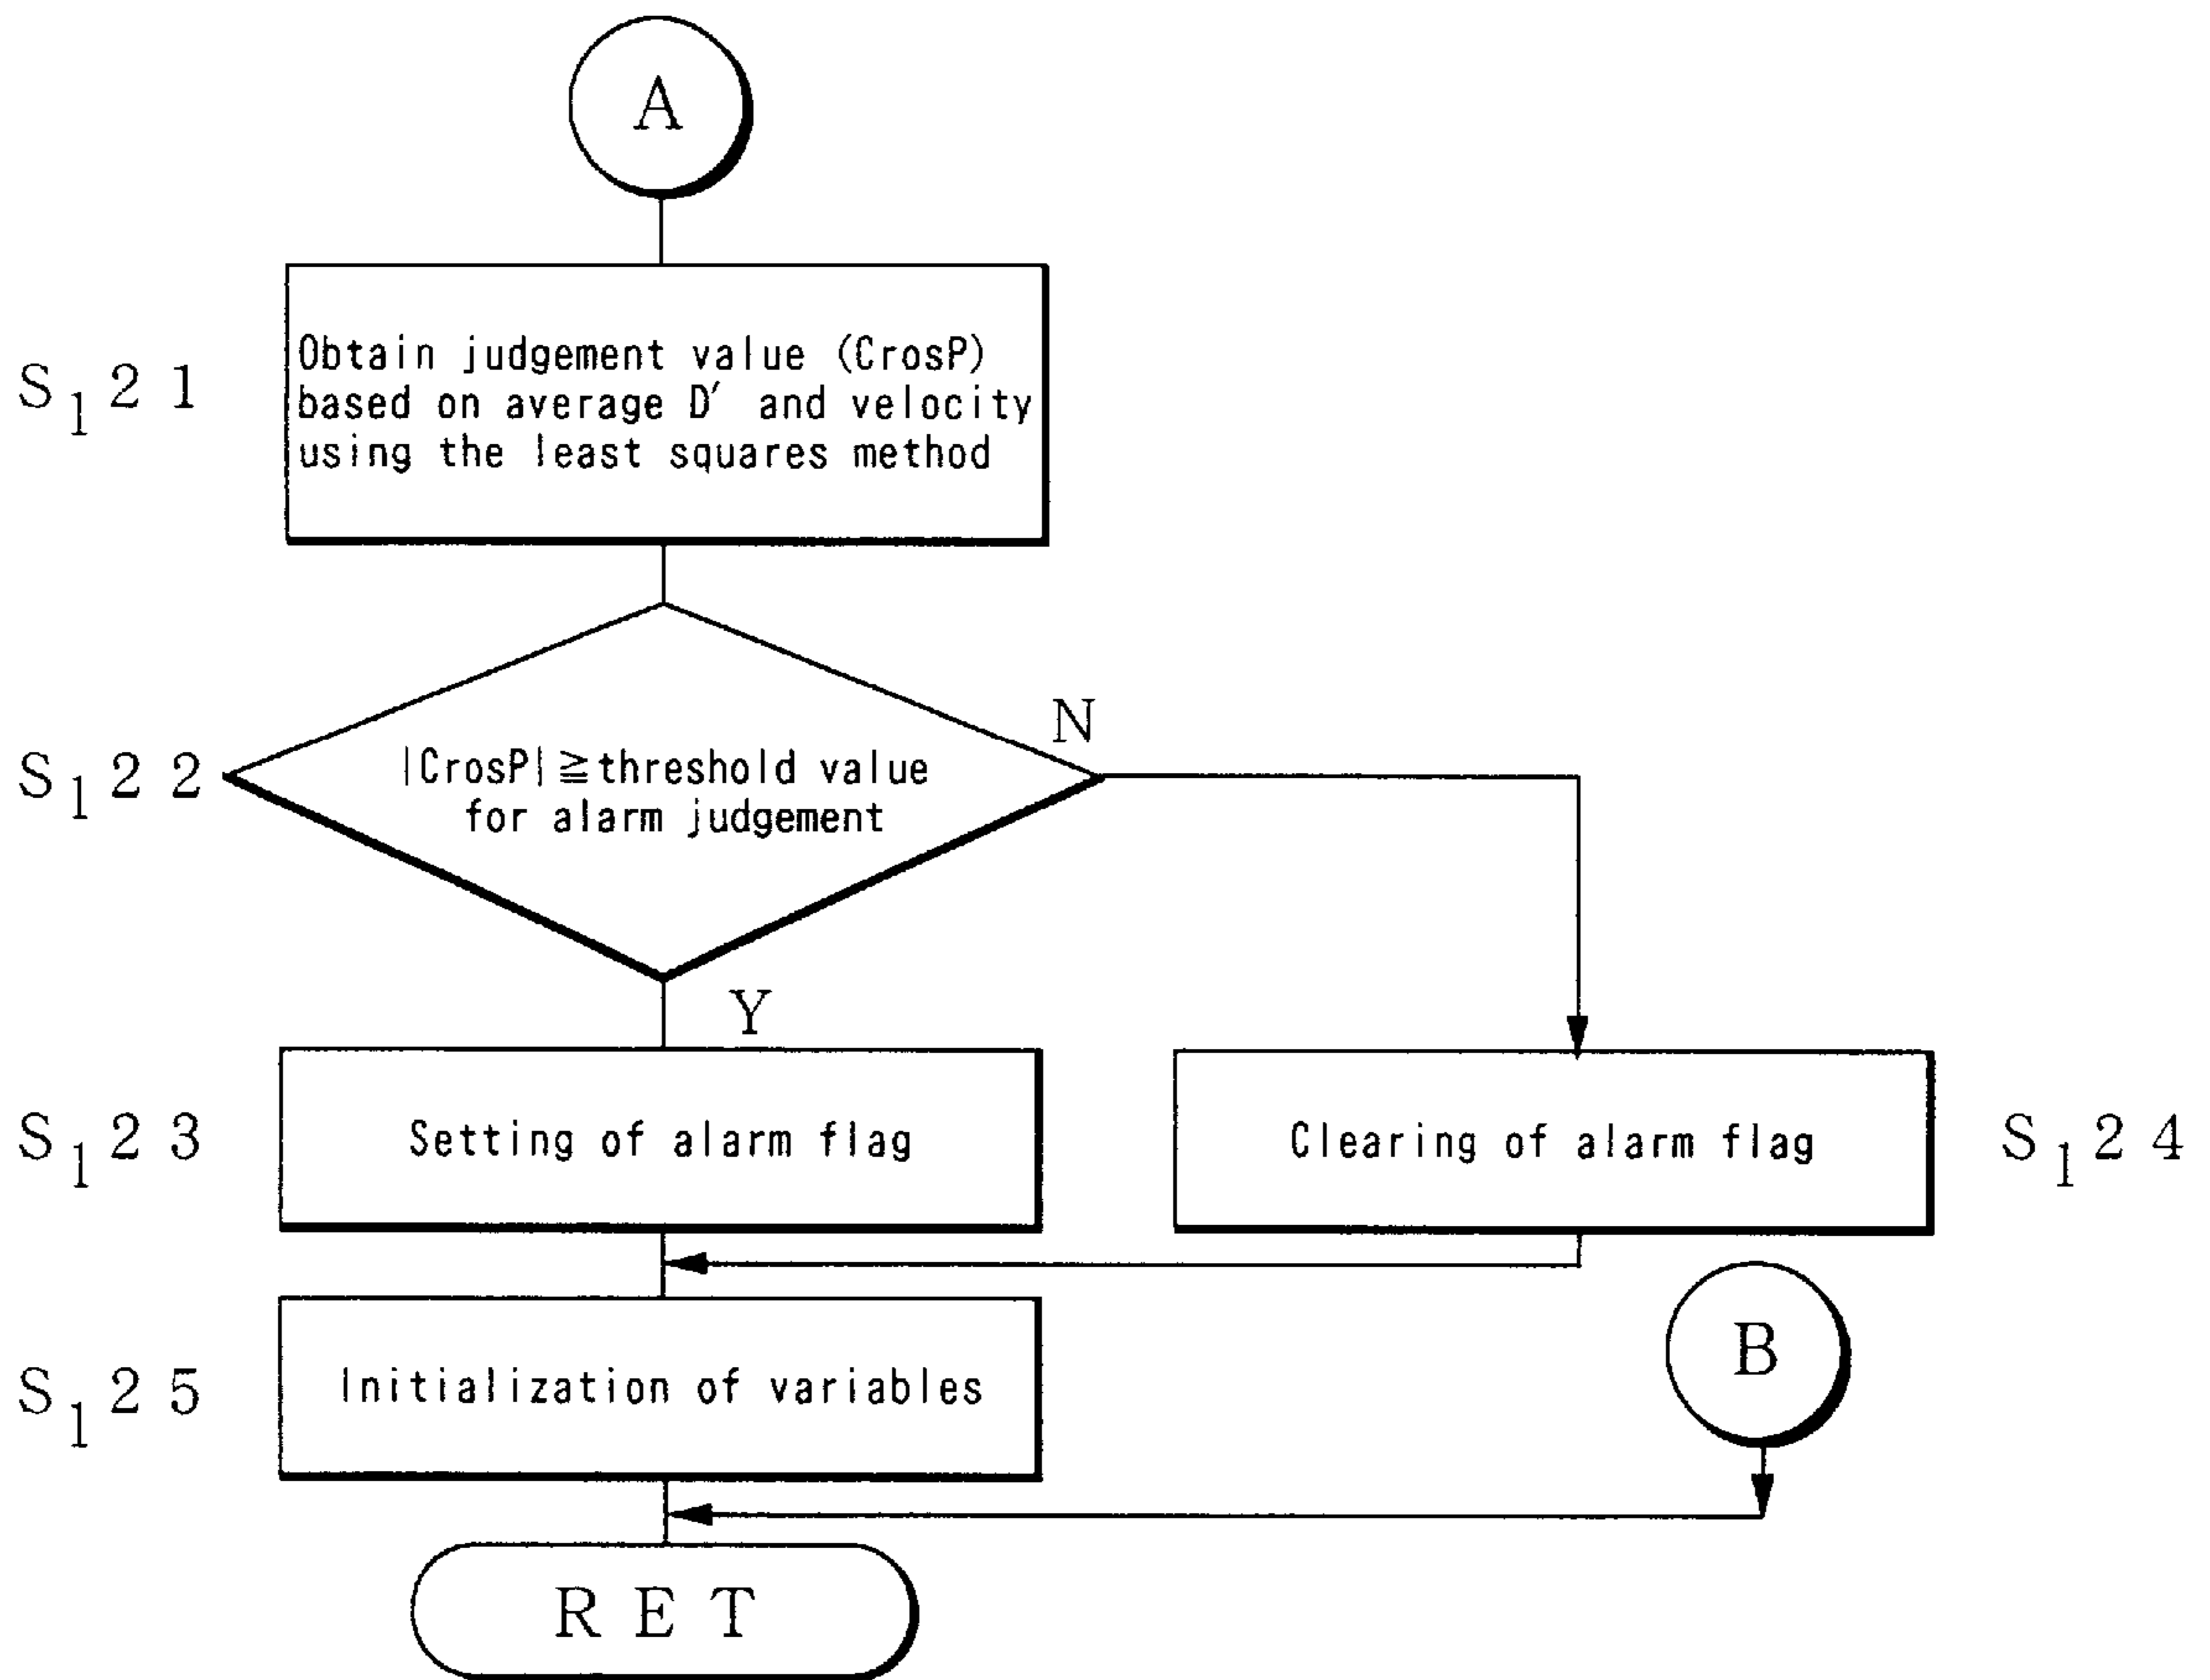 A
S₁21
Obtain judgement value (CrosP)
based on average D′ and velocity
using the least squares method
S₁22
|CrosP| ≧ threshold value
for alarm judgement
N
Y
S₁23
Setting of alarm flag
Clearing of alarm flag
S₁24
S₁25
Initialization of variables
B
RET